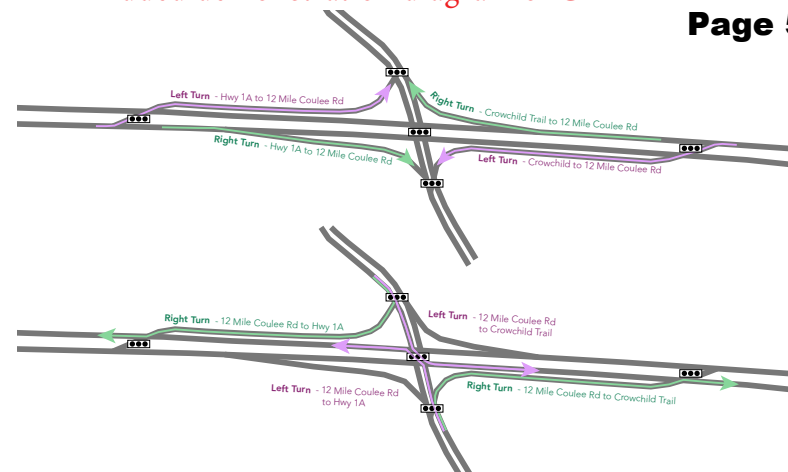 Page 5
Left Turn - Hwy 1A to 12 Mile Coulee Rd
Right Turn - Crowchild Trail to 12 Mile Coulee Rd
Right Turn - Hwy 1A to 12 Mile Coulee Rd
Left Turn - Crowchild to 12 Mile Coulee Rd
Right Turn - 12 Mile Coulee Rd to Hwy 1A
Left Turn - 12 Mile Coulee Rd
to Crowchild Trail
Left Turn - 12 Mile Coulee Rd
to Hwy 1A
Right Turn - 12 Mile Coulee Rd to Crowchild Trail